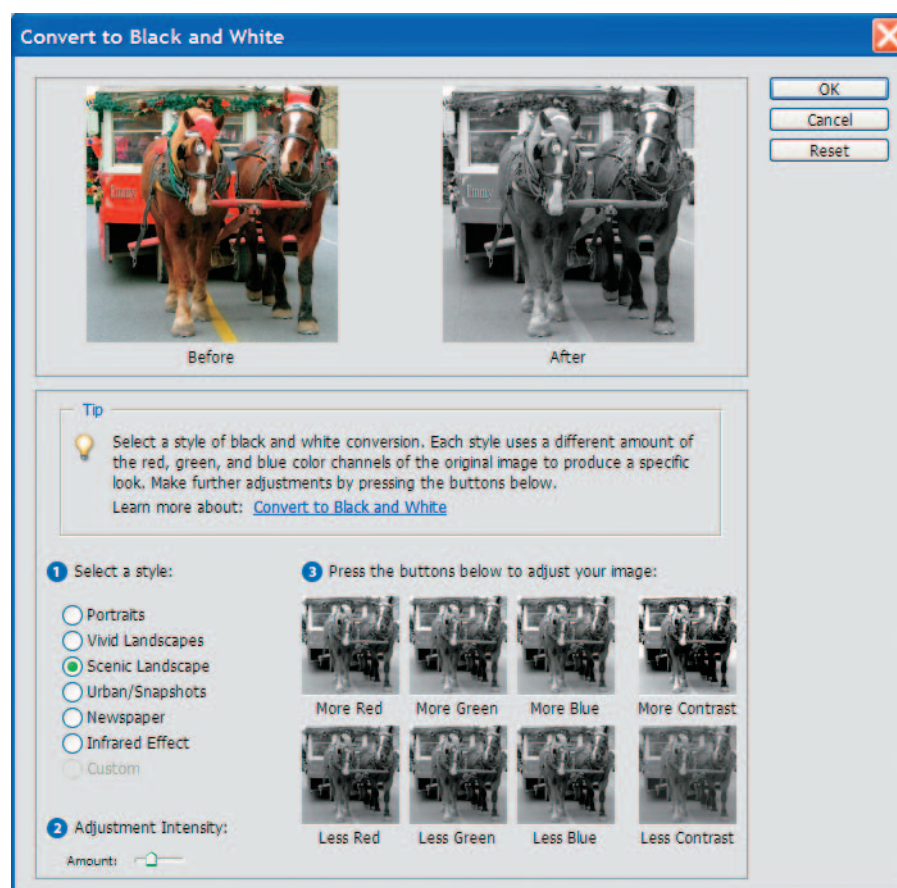 Convert to Black and White
OK
Cancel
Reset
Before
After
Tip
Select a style of black and white conversion. Each style uses a different amount of
the red, green, and blue color channels of the original image to produce a specific
look. Make further adjustments by pressing the buttons below.
Learn more about: Convert to Black and White
1 Select a style:
Portraits
Vivid Landscapes
Scenic Landscape
Urban/Snapshots
Newspaper
Infrared Effect
Custom
2 Adjustment Intensity:
Amount:
3 Press the buttons below to adjust your image:
More Red
More Green
More Blue
More Contrast
Less Red
Less Green
Less Blue
Less Contrast